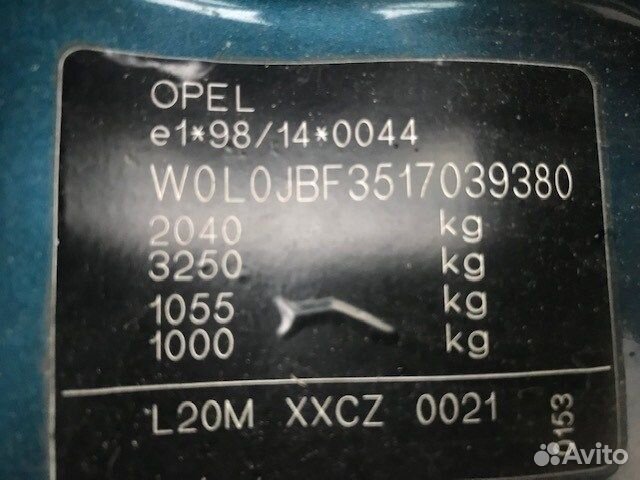 OPEL
e1*98/14*0044
W0L0JBF3517039380
2040 kg
3250 kg
1055 kg
1000 kg
L20M XXCZ 0021
0153
Avito